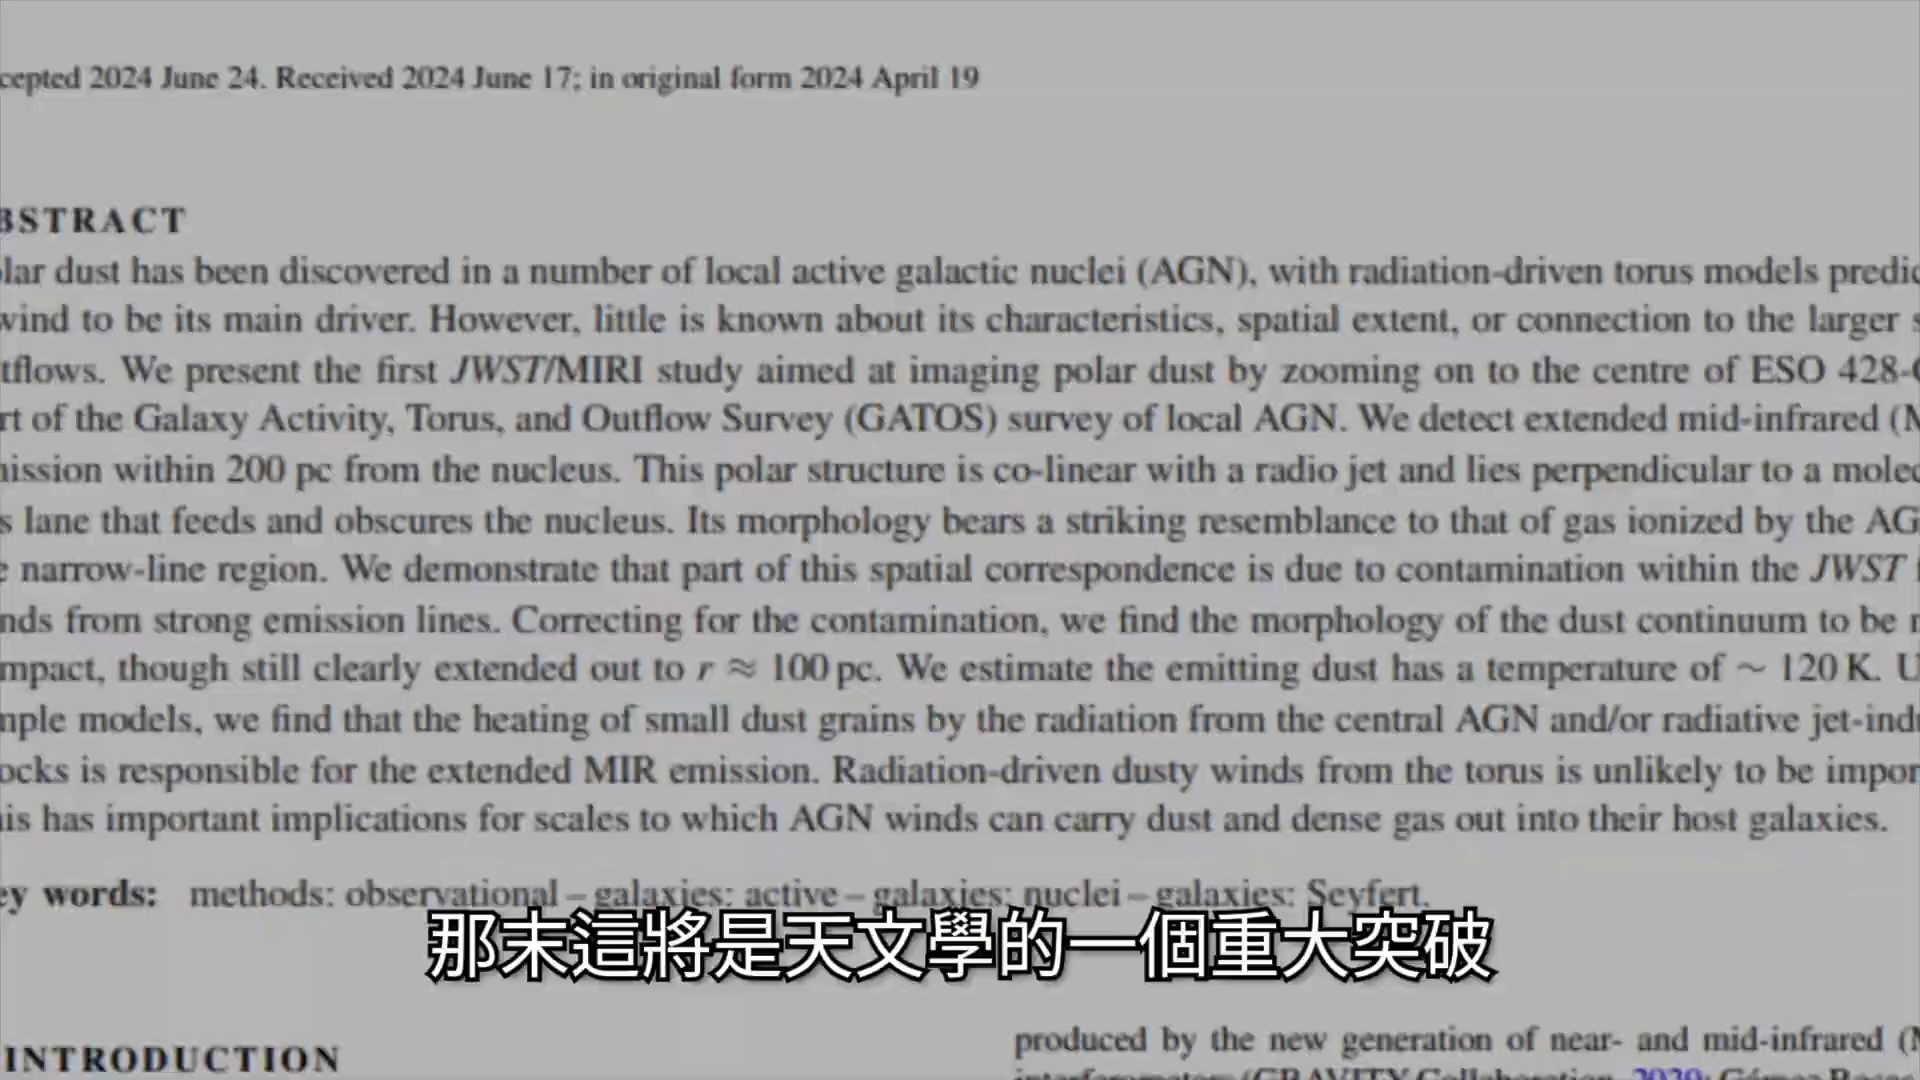 cepted 2024 June 24. Received 2024 June 17; in original form 2024 April 19
BSTRACT
lar dust has been discovered in a number of local active galactic nuclei (AGN), with radiation-driven torus models predic
wind to be its main driver. However, little is known about its characteristics, spatial extent, or connection to the larger s
tflows. We present the first JWST/MIRI study aimed at imaging polar dust by zooming on to the centre of ESO 428-G
rt of the Galaxy Activity, Torus, and Outflow Survey (GATOS) survey of local AGN. We detect extended mid-infrared (M
ission within 200 pc from the nucleus. This polar structure is co-linear with a radio jet and lies perpendicular to a molec
s lane that feeds and obscures the nucleus. Its morphology bears a striking resemblance to that of gas ionized by the AG
e narrow-line region. We demonstrate that part of this spatial correspondence is due to contamination within the JWST f
nds from strong emission lines. Correcting for the contamination, we find the morphology of the dust continuum to be m
mpact, though still clearly extended out to r ≈ 100 pc. We estimate the emitting dust has a temperature of ∼ 120 K. U
mple models, we find that the heating of small dust grains by the radiation from the central AGN and/or radiative jet-indu
ocks is responsible for the extended MIR emission. Radiation-driven dusty winds from the torus is unlikely to be impor
is has important implications for scales to which AGN winds can carry dust and dense gas out into their host galaxies.
ey words: methods: observational – galaxies: active – galaxies: nuclei – galaxies: Seyfert.
那末這將是天文學的一個重大突破
INTRODUCTION
produced by the new generation of near- and mid-infrared (M
(GRAVITY Collaboration 2020;